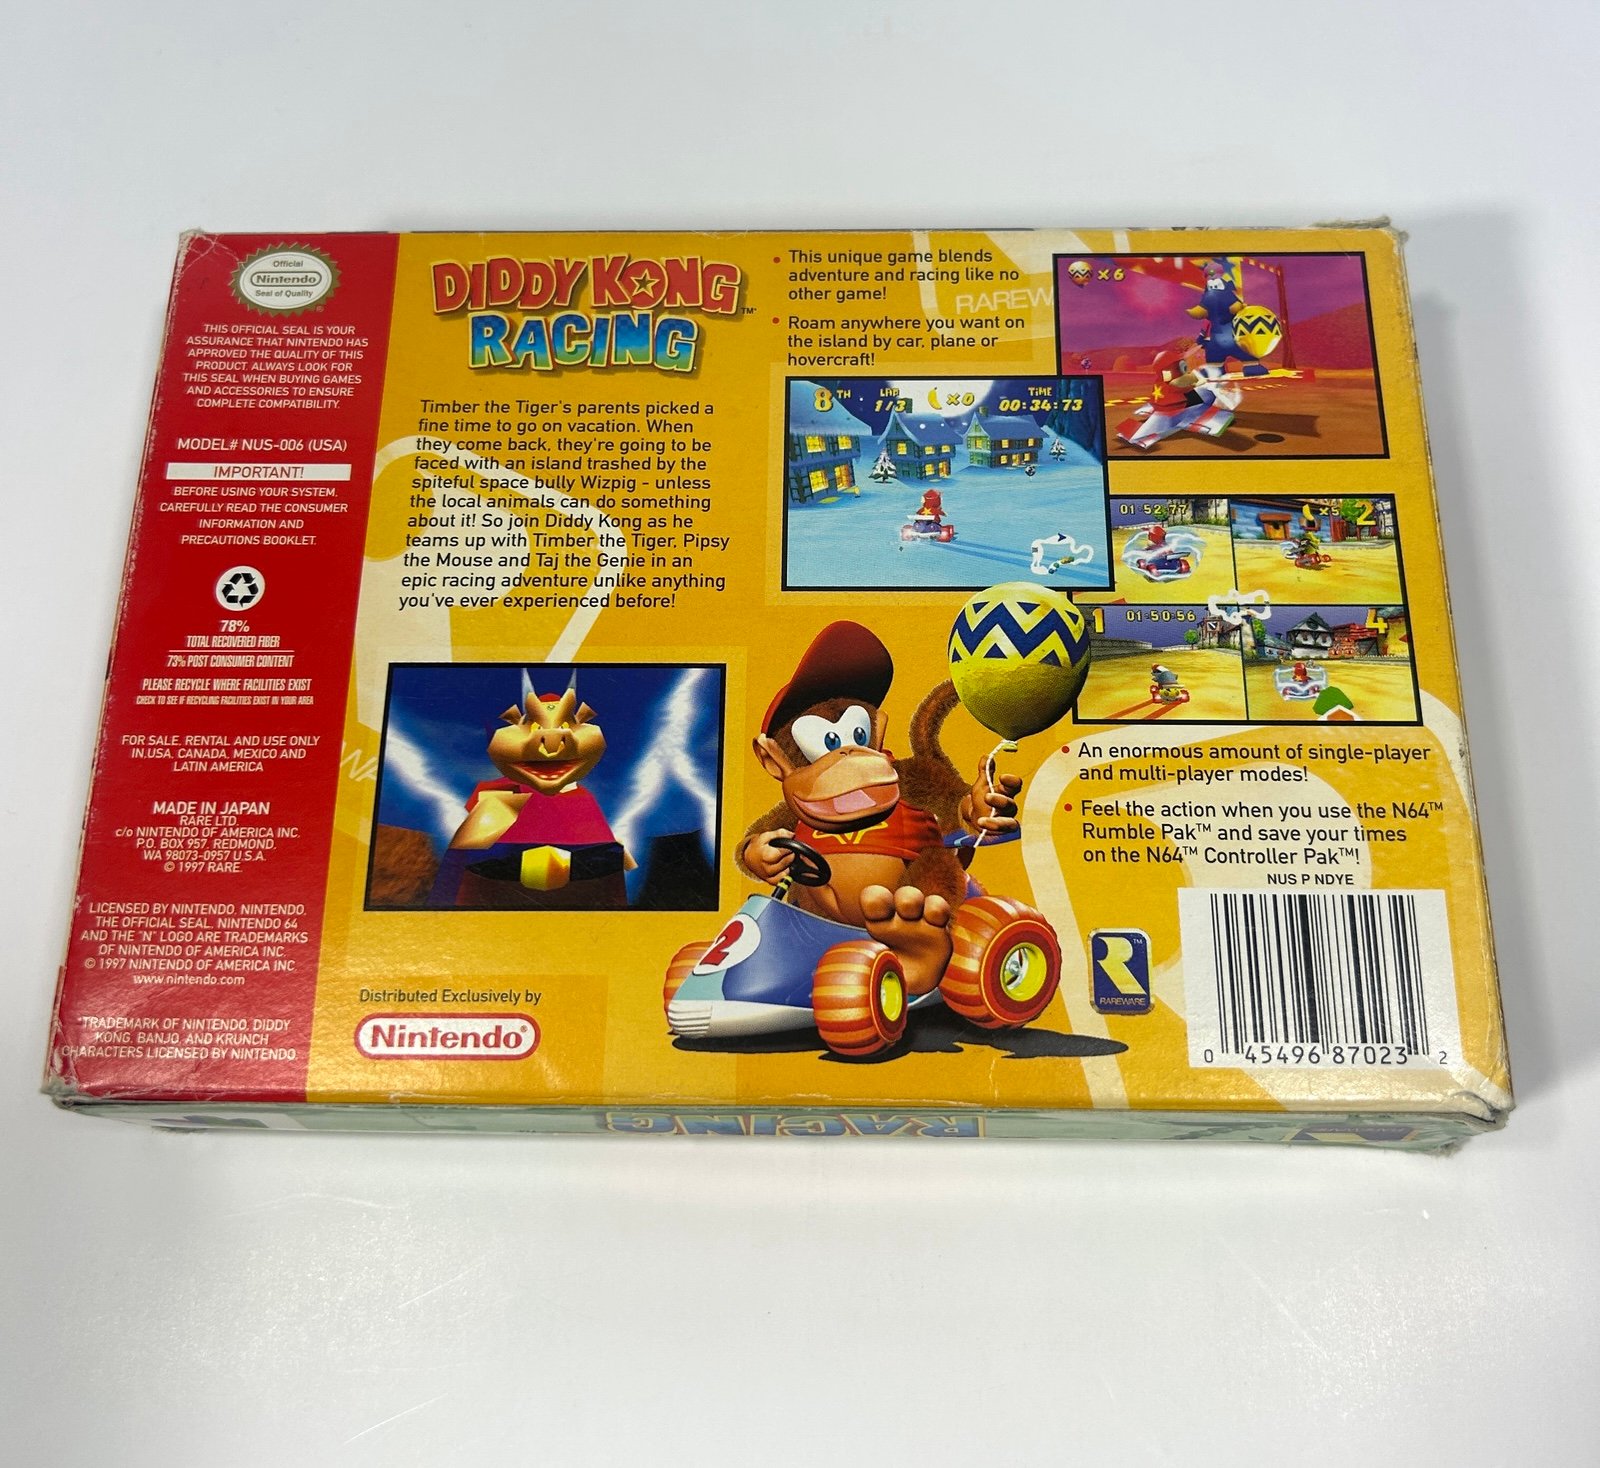 Official
Nintendo
Seal of Quality
THIS OFFICIAL SEAL IS YOUR
ASSURANCE THAT NINTENDO HAS
APPROVED THE QUALITY OF THIS
PRODUCT. ALWAYS LOOK FOR
THIS SEAL WHEN BUYING GAMES
AND ACCESSORIES TO ENSURE
COMPLETE COMPATIBILITY.
MODEL# NUS-006 (USA)
IMPORTANT!
BEFORE USING YOUR SYSTEM,
CAREFULLY READ THE CONSUMER
INFORMATION AND
PRECAUTIONS BOOKLET.
78%
TOTAL RECOVERED FIBER
73% POST CONSUMER CONTENT
PLEASE RECYCLE WHERE FACILITIES EXIST
CHECK TO SEE IF RECYCLING FACILITIES EXIST IN YOUR AREA
FOR SALE, RENTAL AND USE ONLY
IN USA, CANADA, MEXICO AND
LATIN AMERICA
MADE IN JAPAN
RARE LTD.
c/o NINTENDO OF AMERICA INC.
P.O. BOX 957, REDMOND,
WA 98073-0957 U.S.A.
© 1997 RARE.
LICENSED BY NINTENDO. NINTENDO,
THE OFFICIAL SEAL, NINTENDO 64
AND THE "N" LOGO ARE TRADEMARKS
OF NINTENDO OF AMERICA INC.
© 1997 NINTENDO OF AMERICA INC.
www.nintendo.com
*TRADEMARK OF NINTENDO, DIDDY
KONG, BANJO, AND KRUNCH
CHARACTERS LICENSED BY NINTENDO.
DIDDY KONG
RACING
TM*
Timber the Tiger's parents picked a
fine time to go on vacation. When
they come back, they're going to be
faced with an island trashed by the
spiteful space bully Wizpig - unless
the local animals can do something
about it! So join Diddy Kong as he
teams up with Timber the Tiger, Pipsy
the Mouse and Taj the Genie in an
epic racing adventure unlike anything
you've ever experienced before!
Distributed Exclusively by
Nintendo®
• This unique game blends
adventure and racing like no
other game!
• Roam anywhere you want on
the island by car, plane or
hovercraft!
RAREW
x6
8TH
LAP
1/3
x0
TIME
00:34:73
01:52:77
x5
2
1
01:50:56
4
2
• An enormous amount of single-player
and multi-player modes!
• Feel the action when you use the N64™
Rumble Pak™ and save your times
on the N64™ Controller Pak™!
NUS P NDYE
R
TM
RAREWARE
0 45496 87023 2
RACING